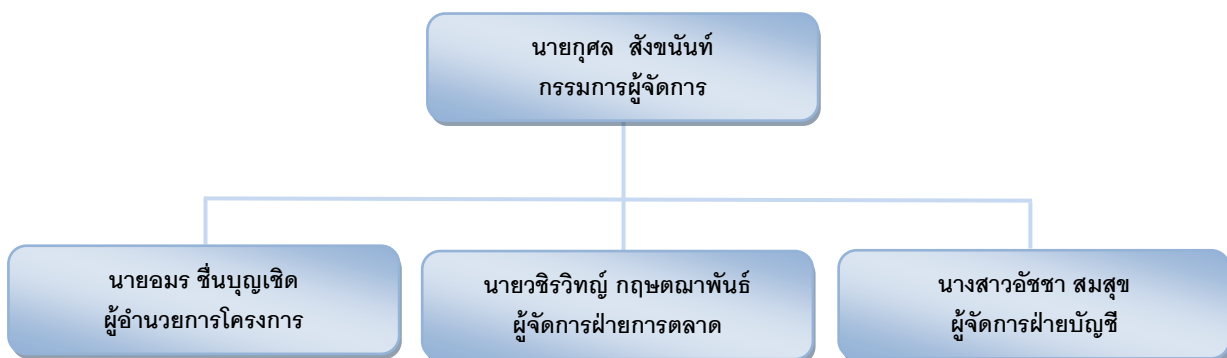 นายกุศล สังขนันท์
กรรมการผู้จัดการ
นายอมร ชื่นบุญเชิด
ผู้อำนวยการโครงการ
นายวชิรวิทญ์ กฤษตฌาพันธ์
ผู้จัดการฝ่ายการตลาด
นางสาวอัชชา สมสุข
ผู้จัดการฝ่ายบัญชี